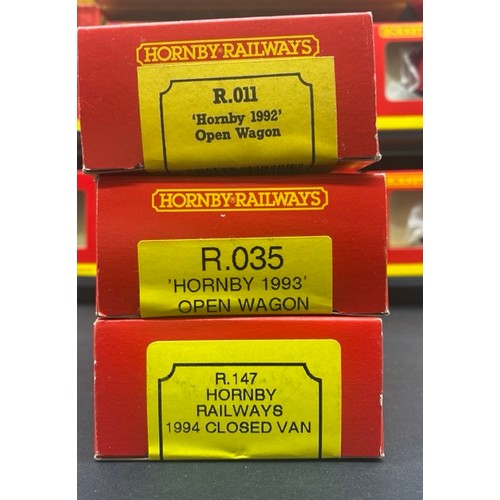 HORNBY RAILWAYS
R.011
'Hornby 1992'
Open Wagon
HORNBY RAILWAYS
R.035
'HORNBY 1993'
OPEN WAGON
R.147
HORNBY
RAILWAYS
1994 CLOSED VAN